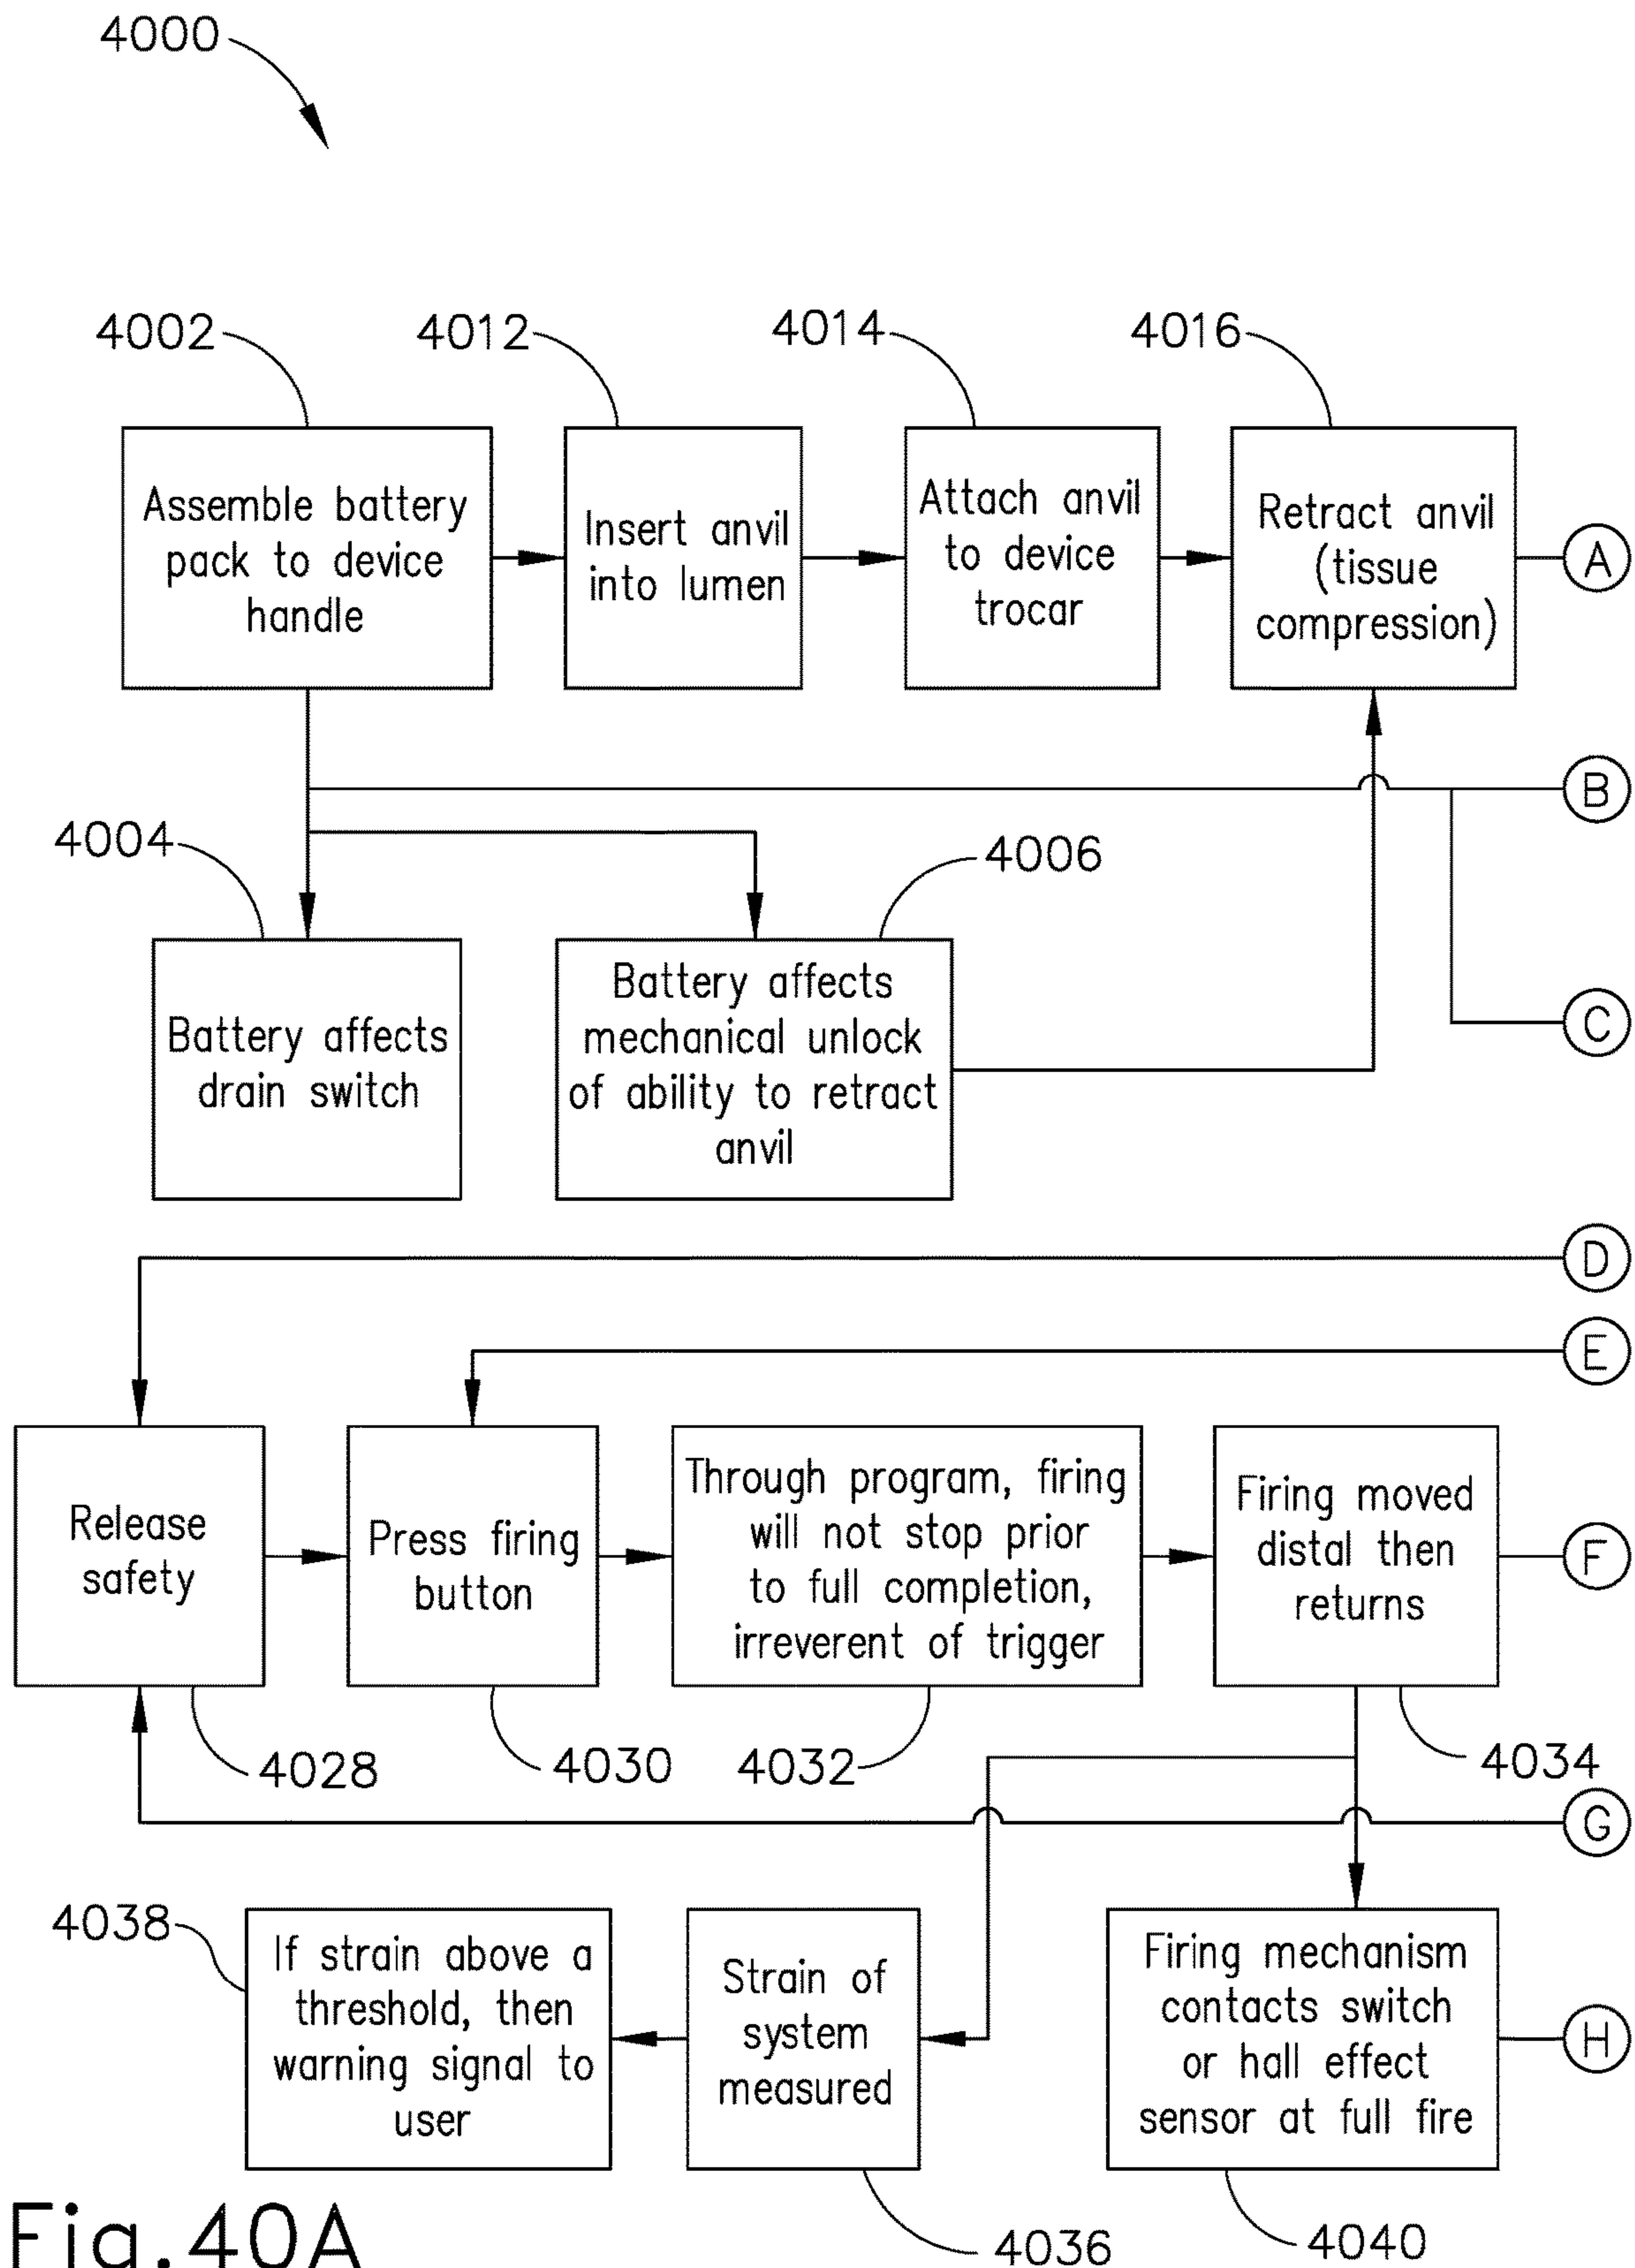 4000
4002
4012
4014
4016
Assemble battery
pack to device
handle
Insert anvil
into lumen
Attach anvil
to device
trocar
Retract anvil
(tissue
compression)
A
B
4004
4006
Battery affects
drain switch
Battery affects
mechanical unlock
of ability to retract
anvil
C
D
E
Release
safety
Press firing
button
Through program, firing
will not stop prior
to full completion,
irreverent of trigger
Firing moved
distal then
returns
F
4028
4030
4032
4034
G
4038
If strain above a
threshold, then
warning signal to
user
Strain of
system
measured
Firing mechanism
contacts switch
or hall effect
sensor at full fire
H
4036
4040
Fig.40A